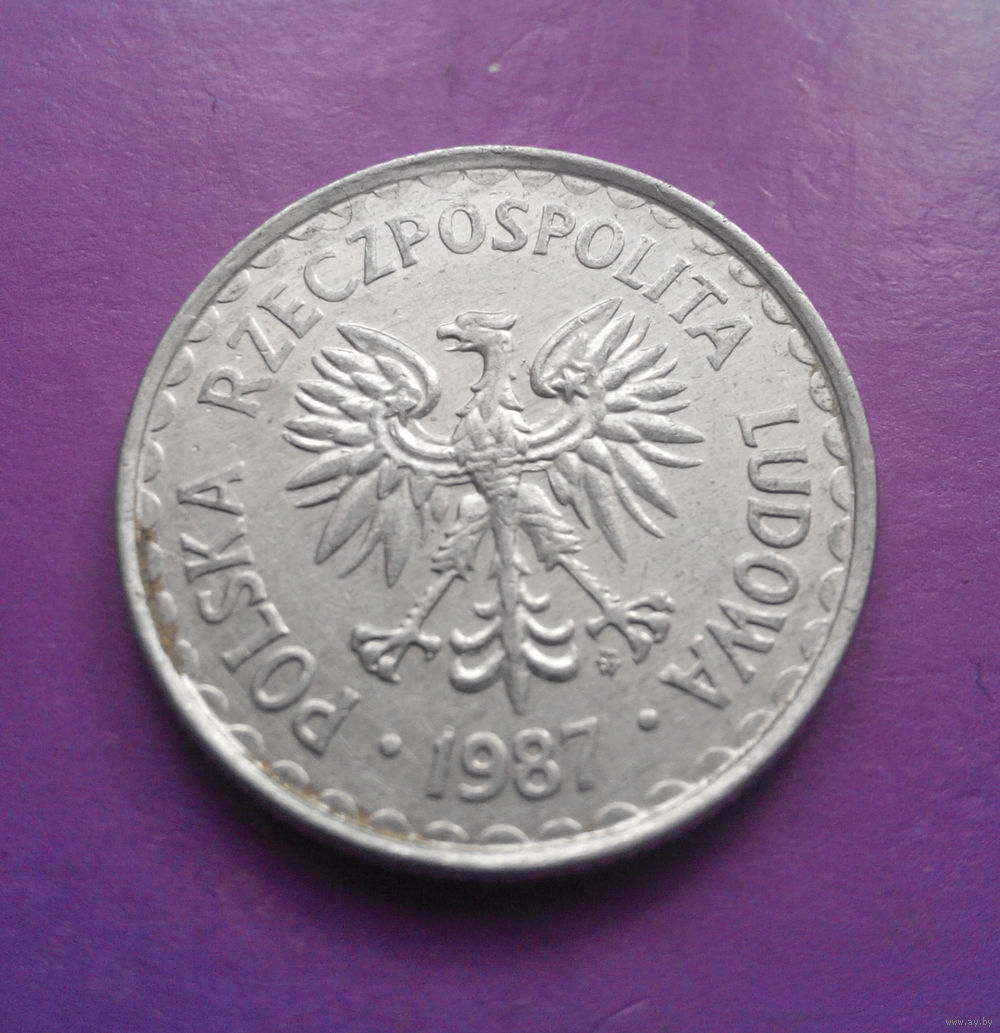 POLSKA RZECZPOSPOLITA LUDOWA
• 1987 •
www.ay.by